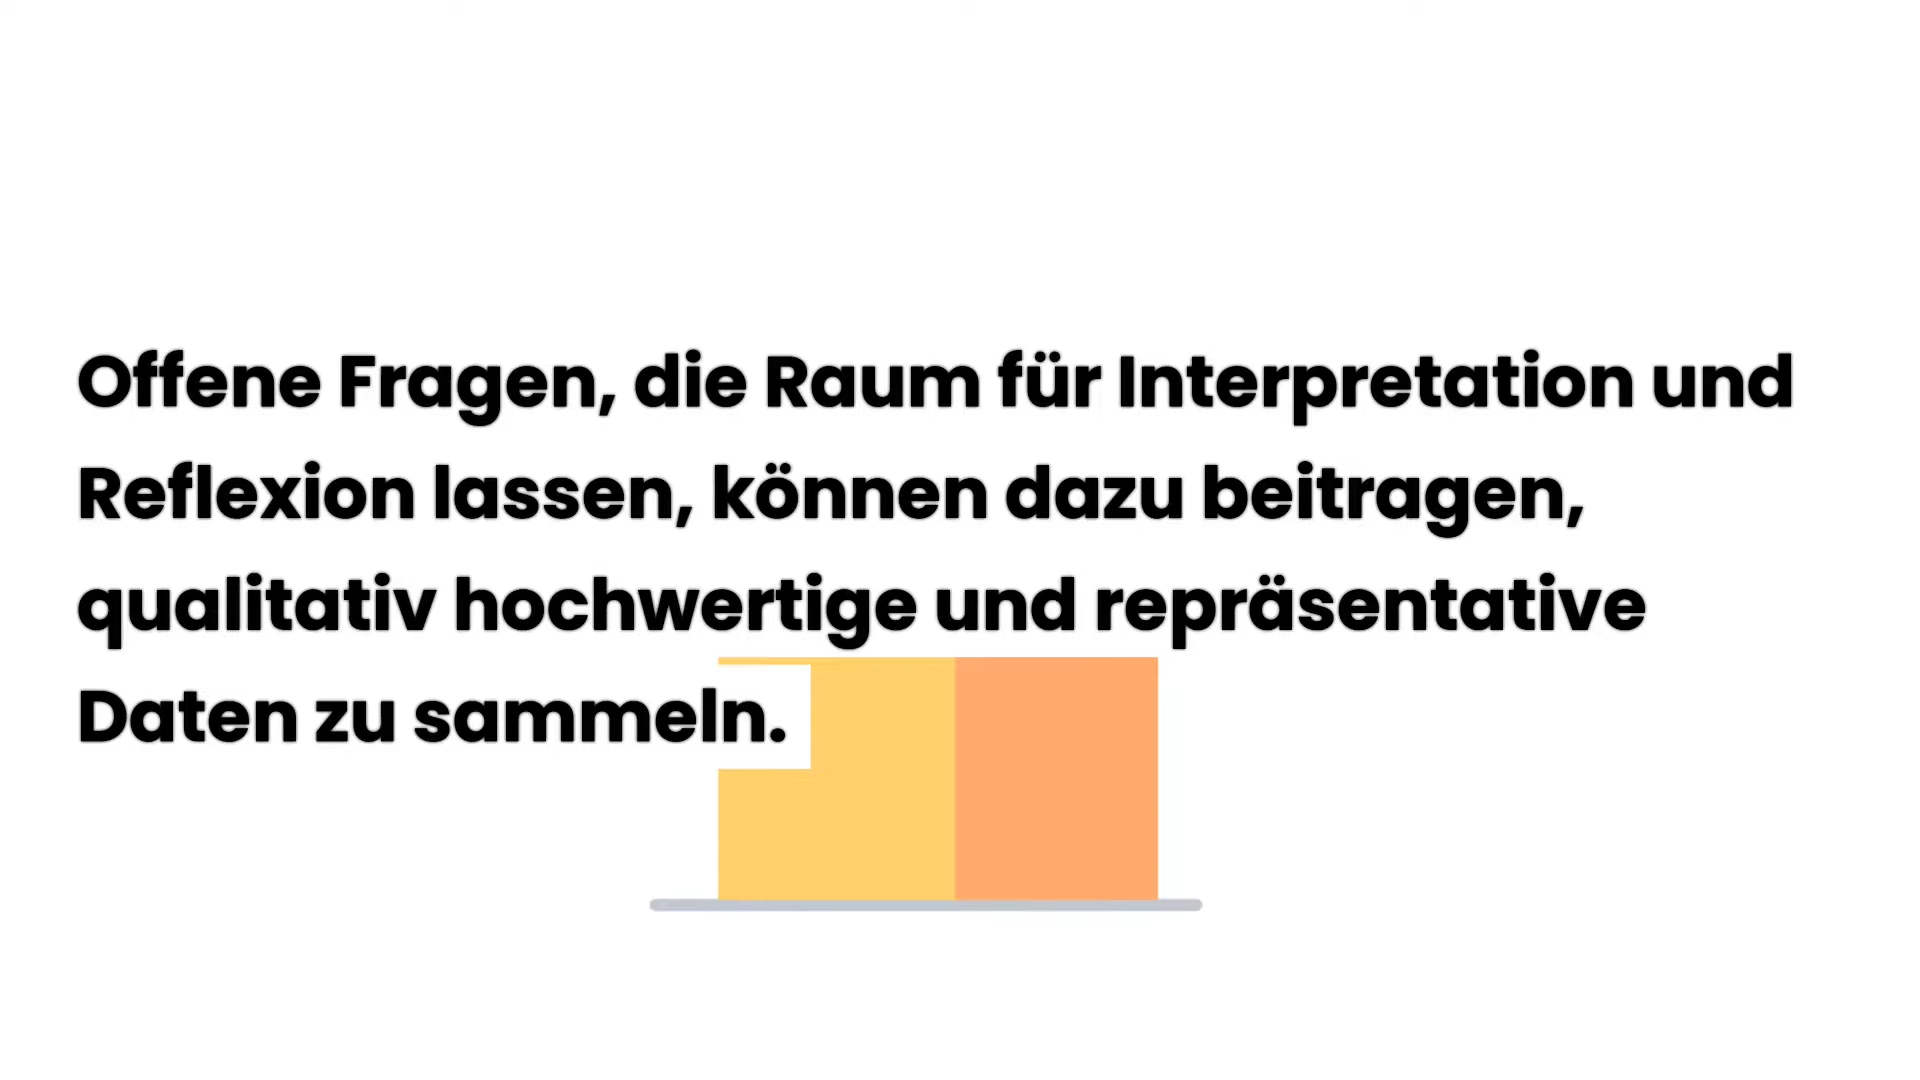 Offene Fragen, die Raum für Interpretation und
Reflexion lassen, können dazu beitragen,
qualitativ hochwertige und repräsentative
Daten zu sammeln.